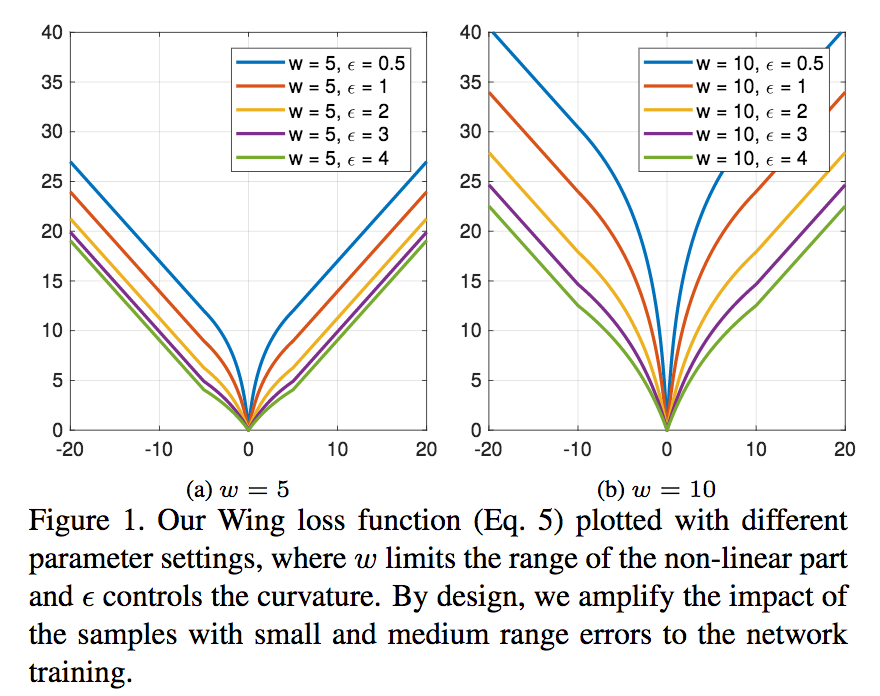 40
35
30
25
20
15
10
5
0
-20 -10 0 10 20
w = 5, ϵ = 0.5
w = 5, ϵ = 1
w = 5, ϵ = 2
w = 5, ϵ = 3
w = 5, ϵ = 4
(a) w = 5
40
35
30
25
20
15
10
5
0
-20 -10 0 10 20
w = 10, ϵ = 0.5
w = 10, ϵ = 1
w = 10, ϵ = 2
w = 10, ϵ = 3
w = 10, ϵ = 4
(b) w = 10
Figure 1. Our Wing loss function (Eq. 5) plotted with different
parameter settings, where w limits the range of the non-linear part
and ϵ controls the curvature. By design, we amplify the impact of
the samples with small and medium range errors to the network
training.